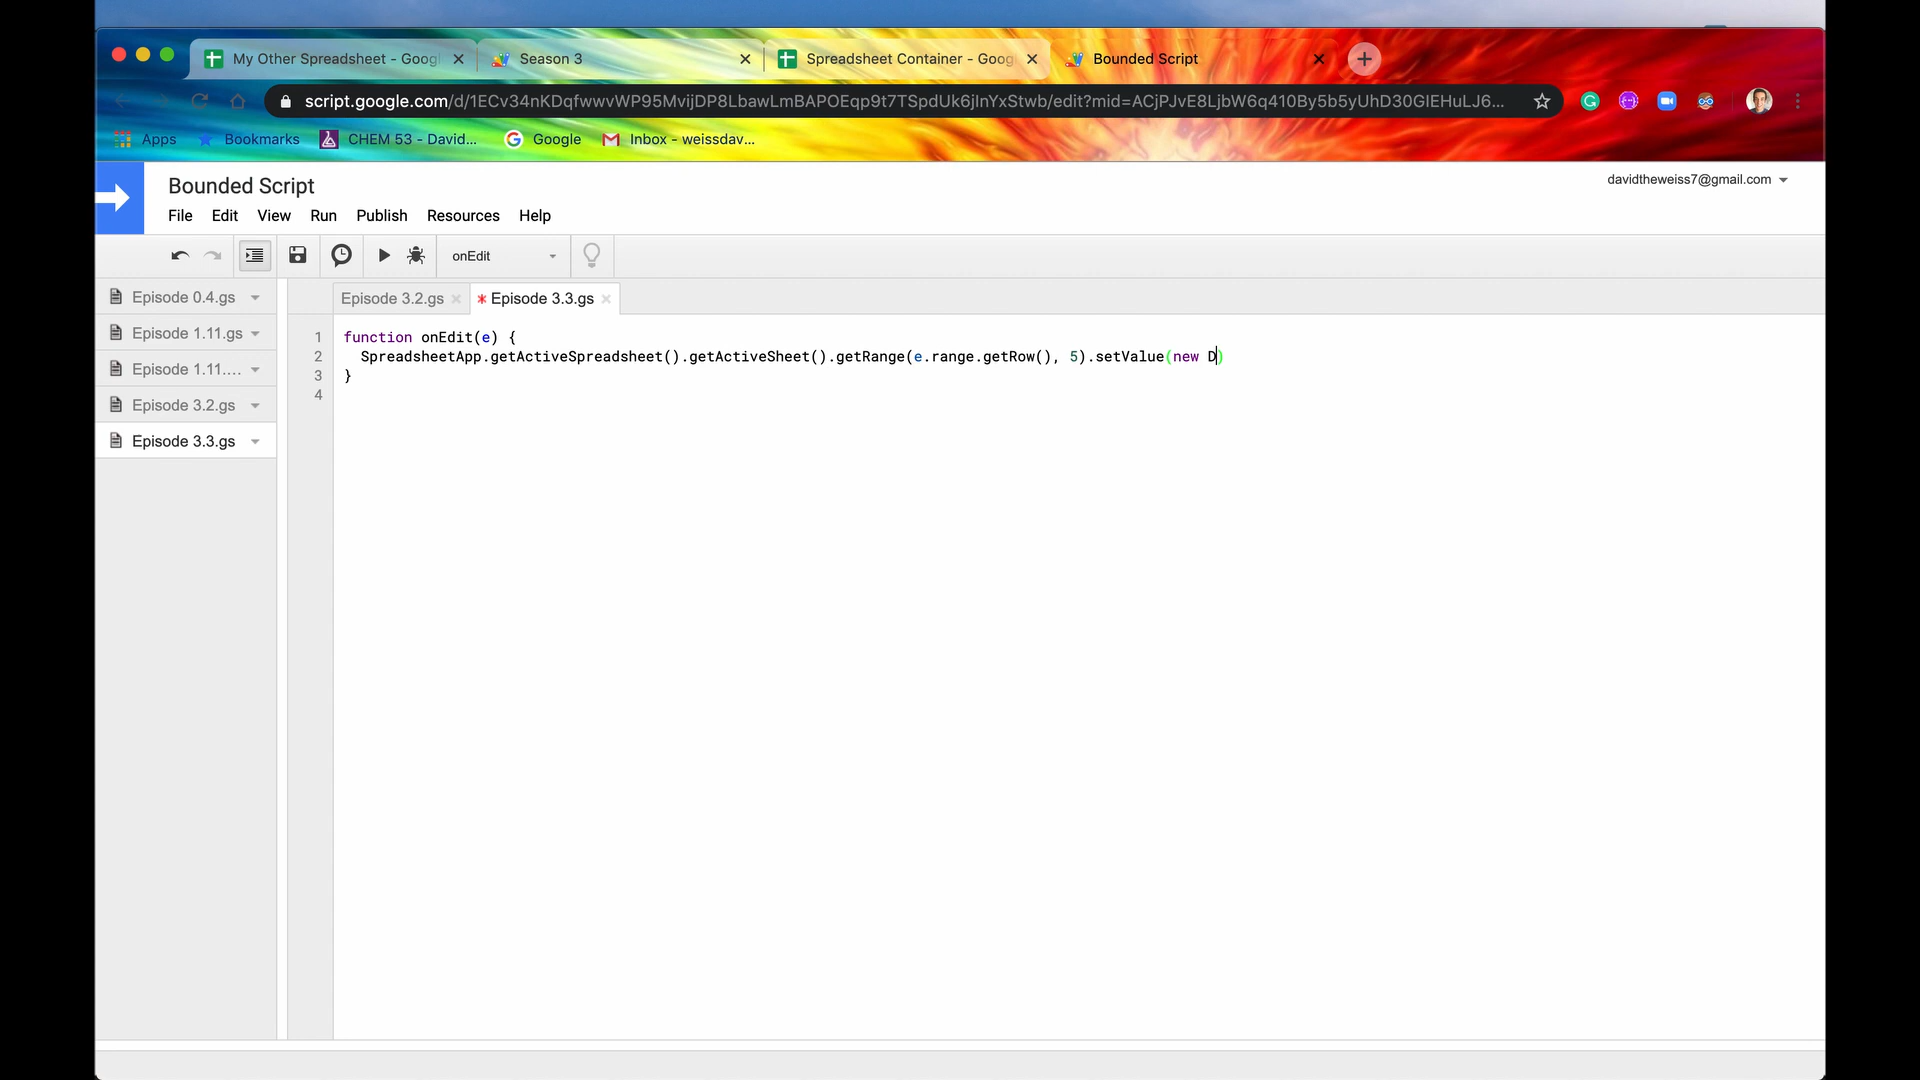 My Other Spreadsheet - Googl
Season 3
Spreadsheet Container - Goog
Bounded Script
script.google.com/d/1ECv34nKDqfwwvWP95MvijDP8LbawLmBAPOEqp9t7TSpdUk6jInYxStwb/edit?mid=ACjPJvE8LjbW6q410By5b5yUhD30GIEHuLJ6...
Apps
Bookmarks
CHEM 53 - David...
Google
Inbox - weissdav...
Bounded Script
davidtheweiss7@gmail.com
File Edit View Run Publish Resources Help
onEdit
Episode 0.4.gs
Episode 1.11.gs
Episode 1.11....
Episode 3.2.gs
Episode 3.3.gs
Episode 3.2.gs
* Episode 3.3.gs
1 function onEdit(e) {
2 SpreadsheetApp.getActiveSpreadsheet().getActiveSheet().getRange(e.range.getRow(), 5).setValue(new D)
3 }
4